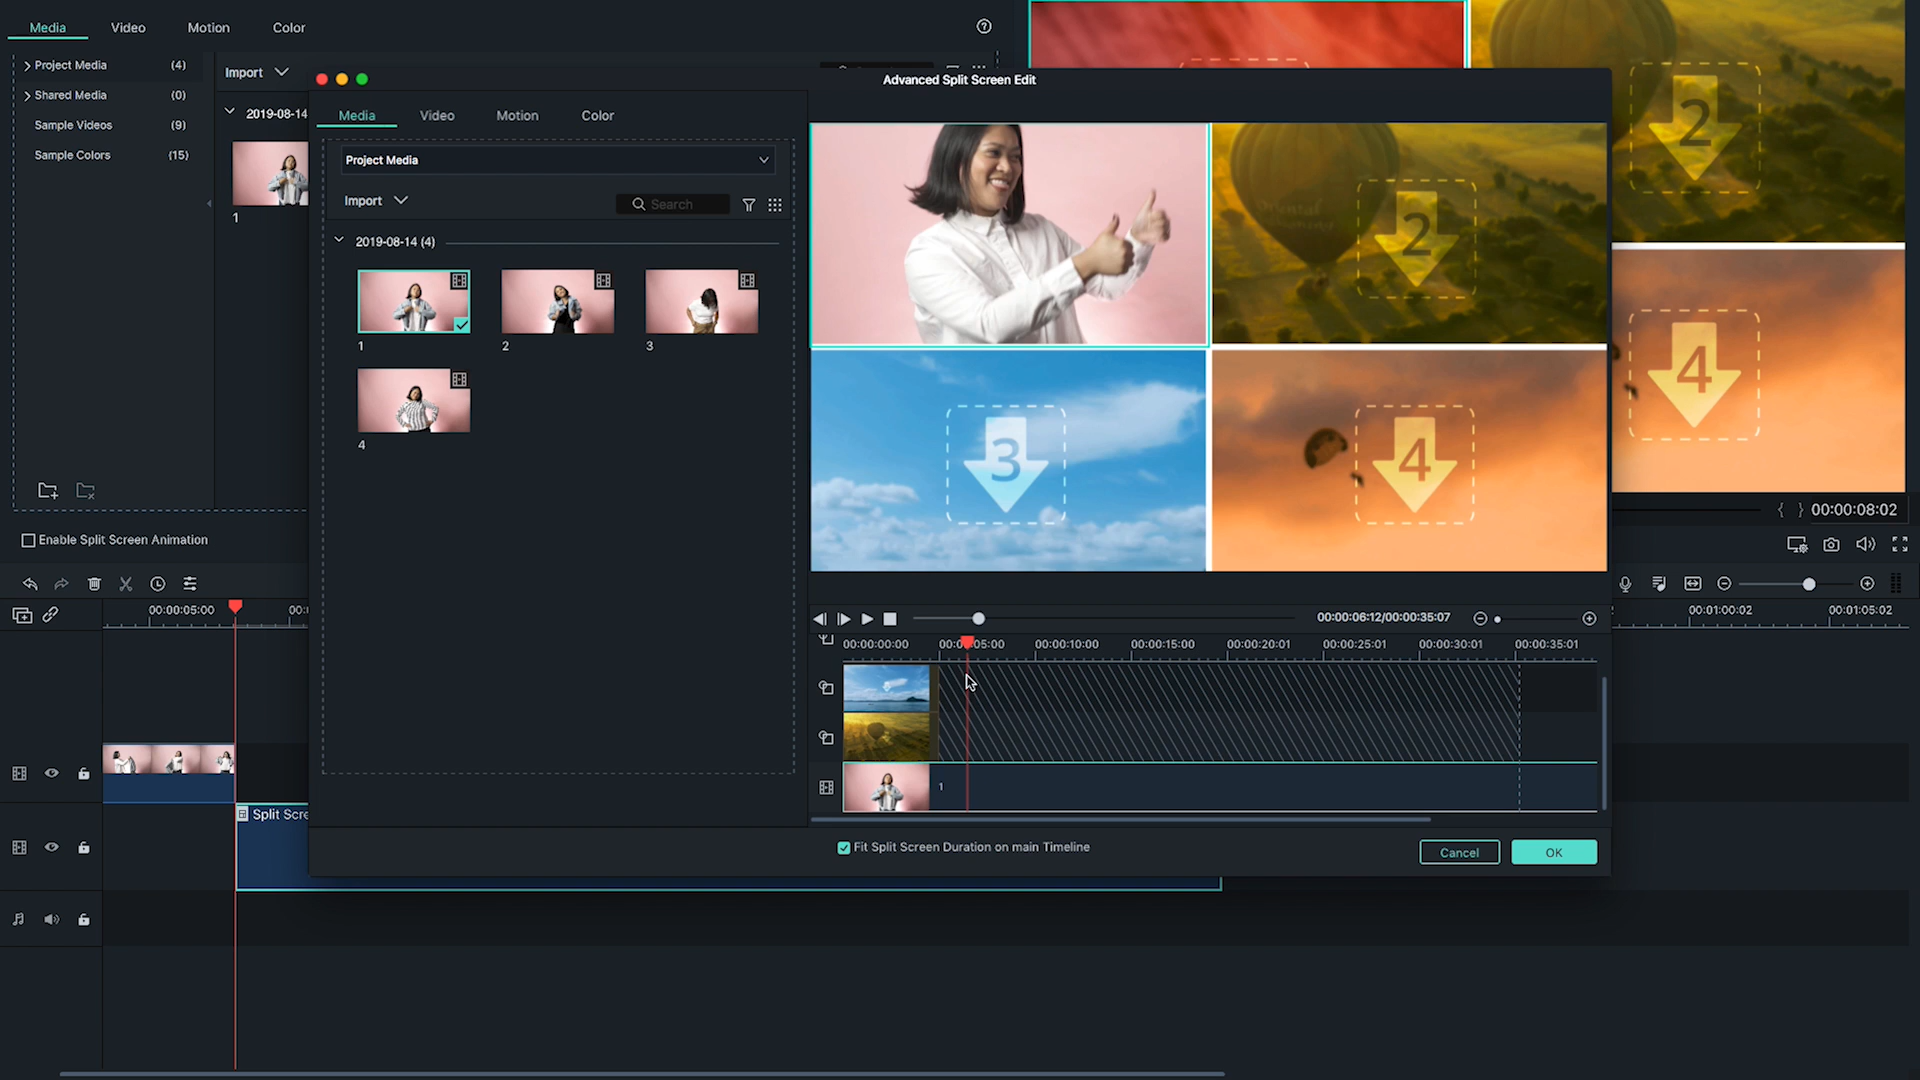 Media Video Motion Color
Project Media (4)
Shared Media (0)
Sample Videos (9)
Sample Colors (15)
Import
2019-08-14
1
Enable Split Screen Animation
Advanced Split Screen Edit
Media Video Motion Color
Project Media
Import
Search
2019-08-14 (4)
1
2
3
4
2
3
4
2
4
00:00:08:02
00:00:06:12/00:00:35:07
00:00:00:00 00:00:05:00 00:00:10:00 00:00:15:00 00:00:20:01 00:00:25:01 00:00:30:01 00:00:35:01
1
Fit Split Screen Duration on main Timeline
Cancel
OK
00:00:05:00
00:01:00:02 00:01:05:02
Split Scre